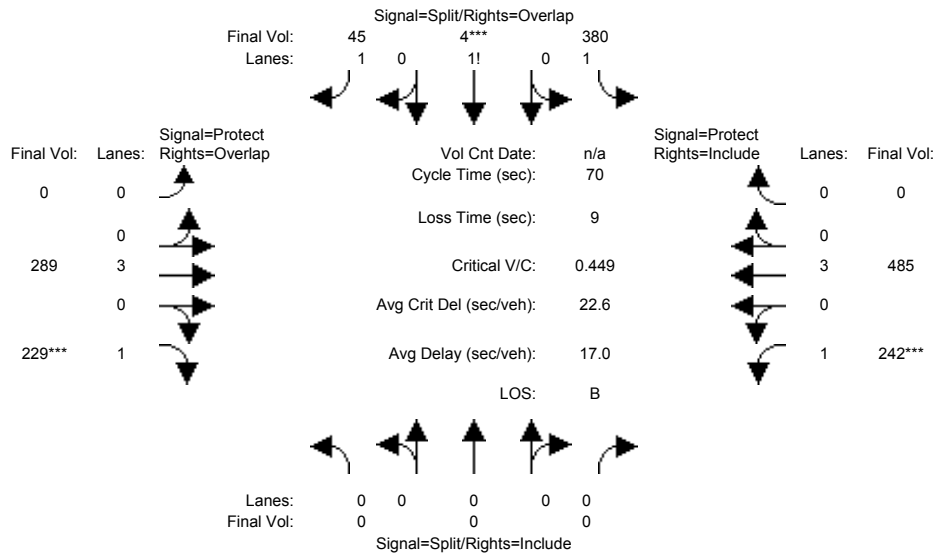 Signal=Split/Rights=Overlap
Final Vol: 45 4*** 380
Lanes: 1 0 1! 0 1
Signal=Protect
Final Vol: Lanes: Rights=Overlap
Vol Cnt Date: n/a
Signal=Protect
Rights=Include Lanes: Final Vol:
Cycle Time (sec): 70
0 0
0 0
Loss Time (sec): 9
0
0
289 3
Critical V/C: 0.449
3 485
0
Avg Crit Del (sec/veh): 22.6
0
229*** 1
Avg Delay (sec/veh): 17.0
1 242***
LOS: B
Lanes: 0 0 0 0 0
Final Vol: 0 0 0
Signal=Split/Rights=Include